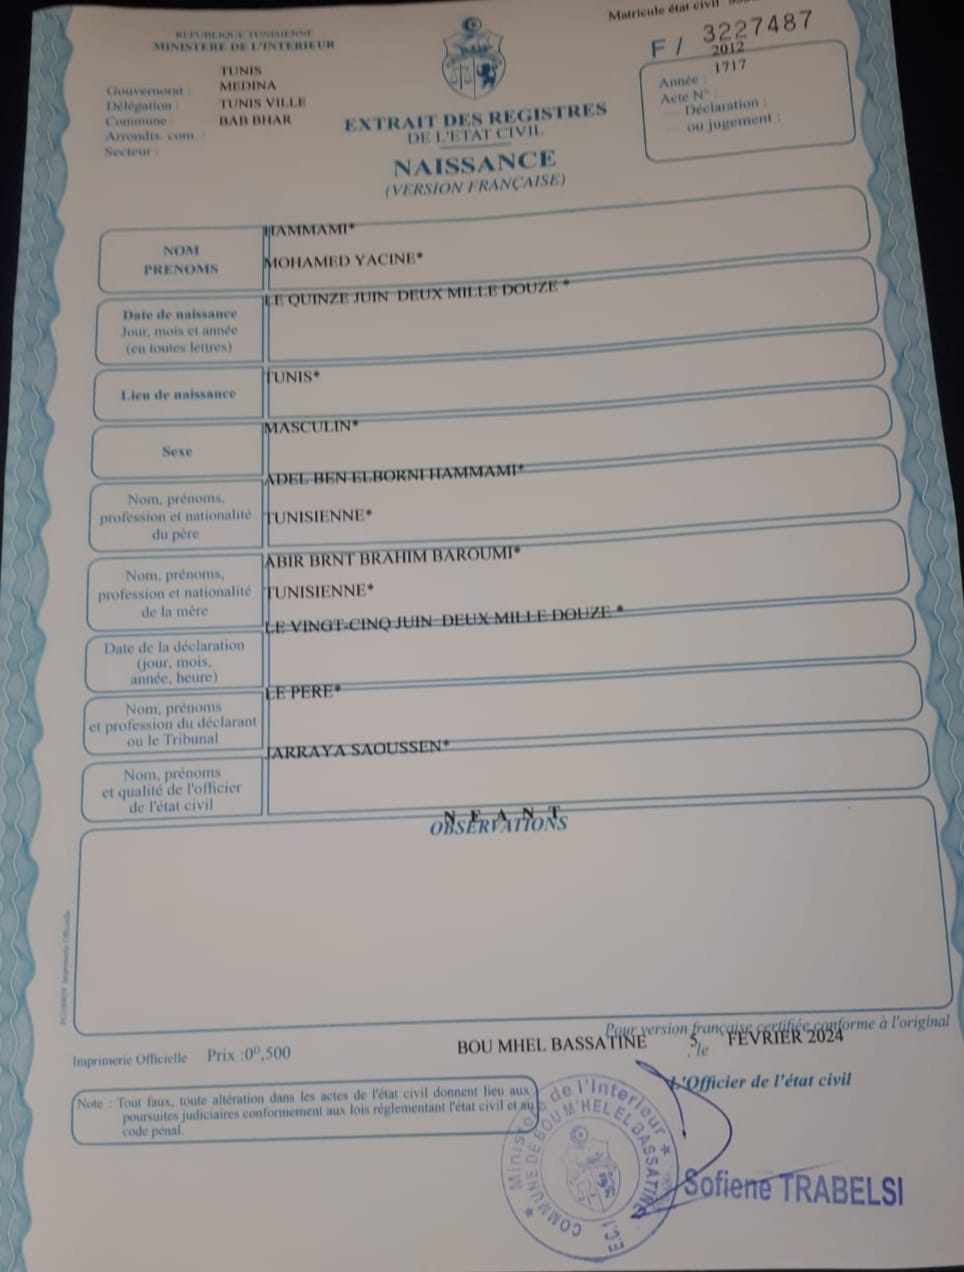 Matricule état civil
REPUBLIQUE TUNISIENNE
MINISTERE DE L'INTERIEUR
F / 3227487
Gouvernorat : TUNIS
Délégation : MEDINA
Commune : TUNIS VILLE
Arrondis. com. : BAB BHAR
Secteur :
2012
Année :
1717
Acte N° :
Déclaration :
ou jugement :
EXTRAIT DES REGISTRES
DE L'ETAT CIVIL
NAISSANCE
(VERSION FRANÇAISE)
NOM
PRENOMS
HAMMAMI*
MOHAMED YACINE*
Date de naissance
Jour, mois et année
(en toutes lettres)
LE QUINZE JUIN DEUX MILLE DOUZE *
Lieu de naissance
TUNIS*
Sexe
MASCULIN*
Nom, prénoms,
profession et nationalité
du père
ADEL BEN ELBORNI HAMMAMI*
TUNISIENNE*
Nom, prénoms,
profession et nationalité
de la mère
ABIR BRNT BRAHIM BAROUMI*
TUNISIENNE*
Date de la déclaration
(jour, mois,
année, heure)
LE VINGT-CINQ JUIN DEUX MILLE DOUZE *
Nom, prénoms
et profession du déclarant
ou le Tribunal
LE PERE*
Nom, prénoms
et qualité de l'officier
de l'état civil
JARRAYA SAOUSSEN*
N E A N T
OBSERVATIONS
Pour version française certifiée conforme à l'original
BOU MHEL BASSATINE 5 le FEVRIER 2024
Imprimerie Officielle Prix :0ᴰ,500
L'Officier de l'état civil
Note : Tout faux, toute altération dans les actes de l'état civil donnent lieu aux
poursuites judiciaires conformement aux lois réglementant l'état civil et au
code pénal.
* Ministère de l'Interieur *
COMMUNE DE BOU M'HEL EL BASSATINE
ECI
Sofiene TRABELSI